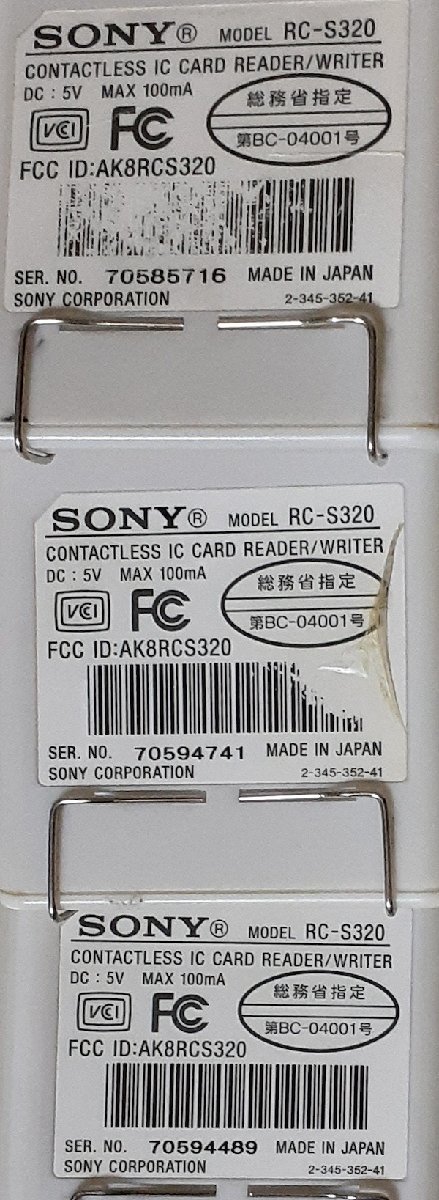 SONY® MODEL RC-S320
CONTACTLESS IC CARD READER/WRITER
DC : 5V MAX 100mA
総務省指定
第BC-04001号
VCCI FC
FCC ID:AK8RCS320
SER. NO. 70585716 MADE IN JAPAN
SONY CORPORATION 2-345-352-41
SONY® MODEL RC-S320
CONTACTLESS IC CARD READER/WRITER
DC : 5V MAX 100mA
総務省指定
第BC-04001号
VCCI FC
FCC ID:AK8RCS320
SER. NO. 70594741 MADE IN JAPAN
SONY CORPORATION 2-345-352-41
SONY® MODEL RC-S320
CONTACTLESS IC CARD READER/WRITER
DC : 5V MAX 100mA
総務省指定
第BC-04001号
VCCI FC
FCC ID:AK8RCS320
SER. NO. 70594489 MADE IN JAPAN
SONY CORPORATION 2-345-352-41